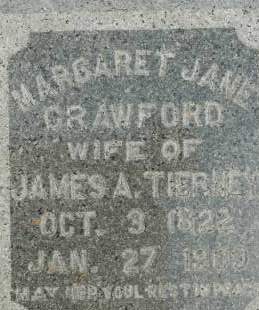 MARGARET JANE
CRAWFORD
WIFE OF
JAMES A. TIERNEY
OCT. 3 1822
JAN. 27
MAY HER SOUL REST IN PEACE